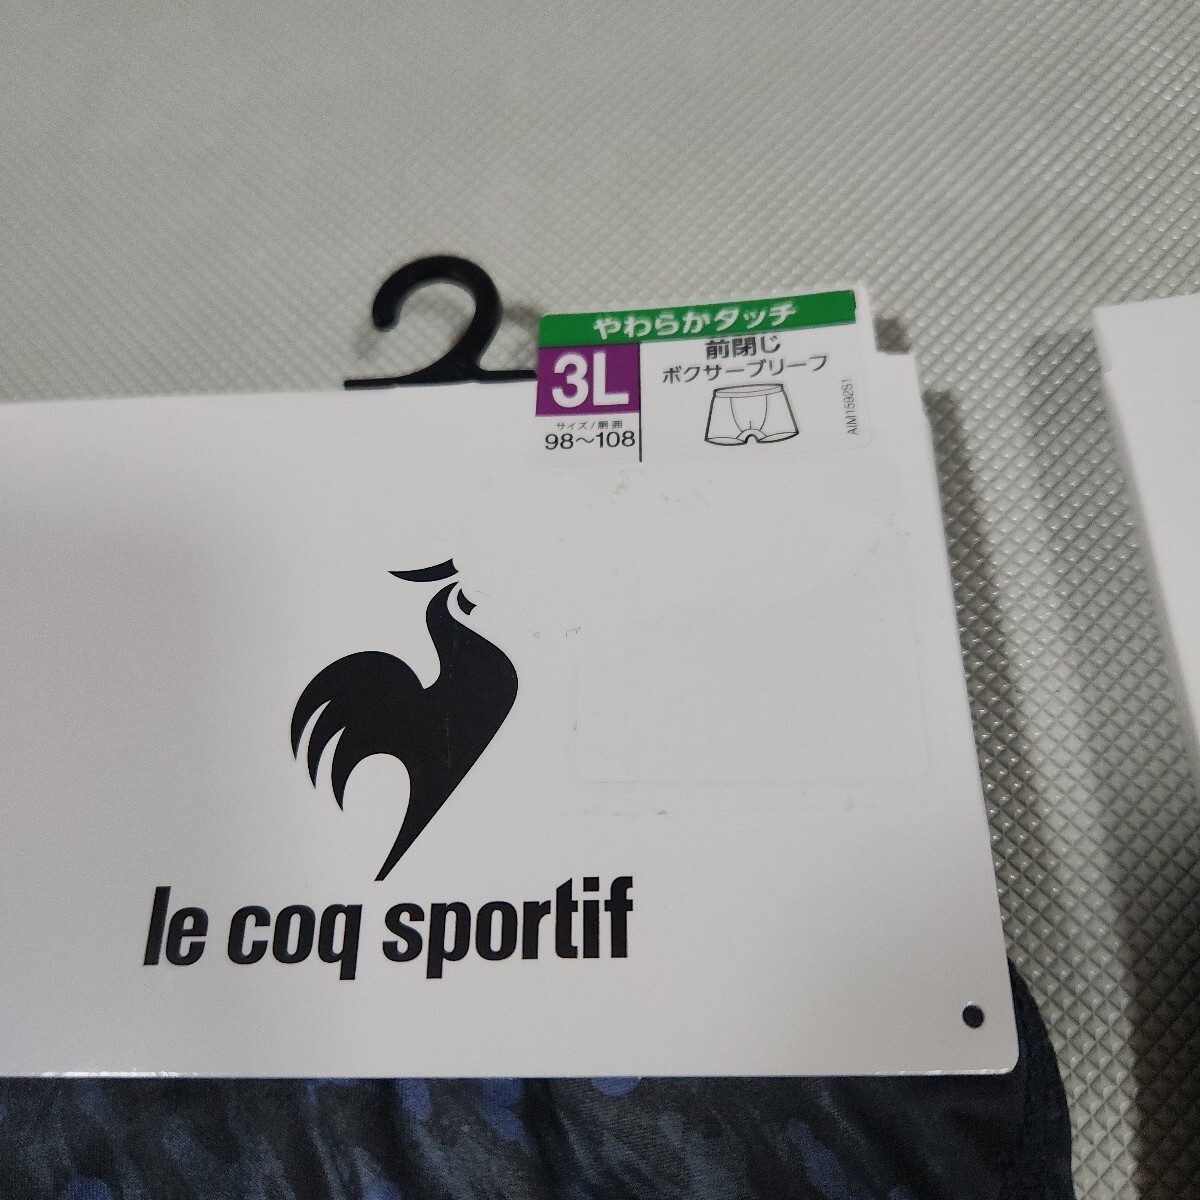 やわらかタッチ
3L
サイズ/胴囲
98〜108
前閉じ
ボクサーブリーフ
AIM1592S1
le coq sportif